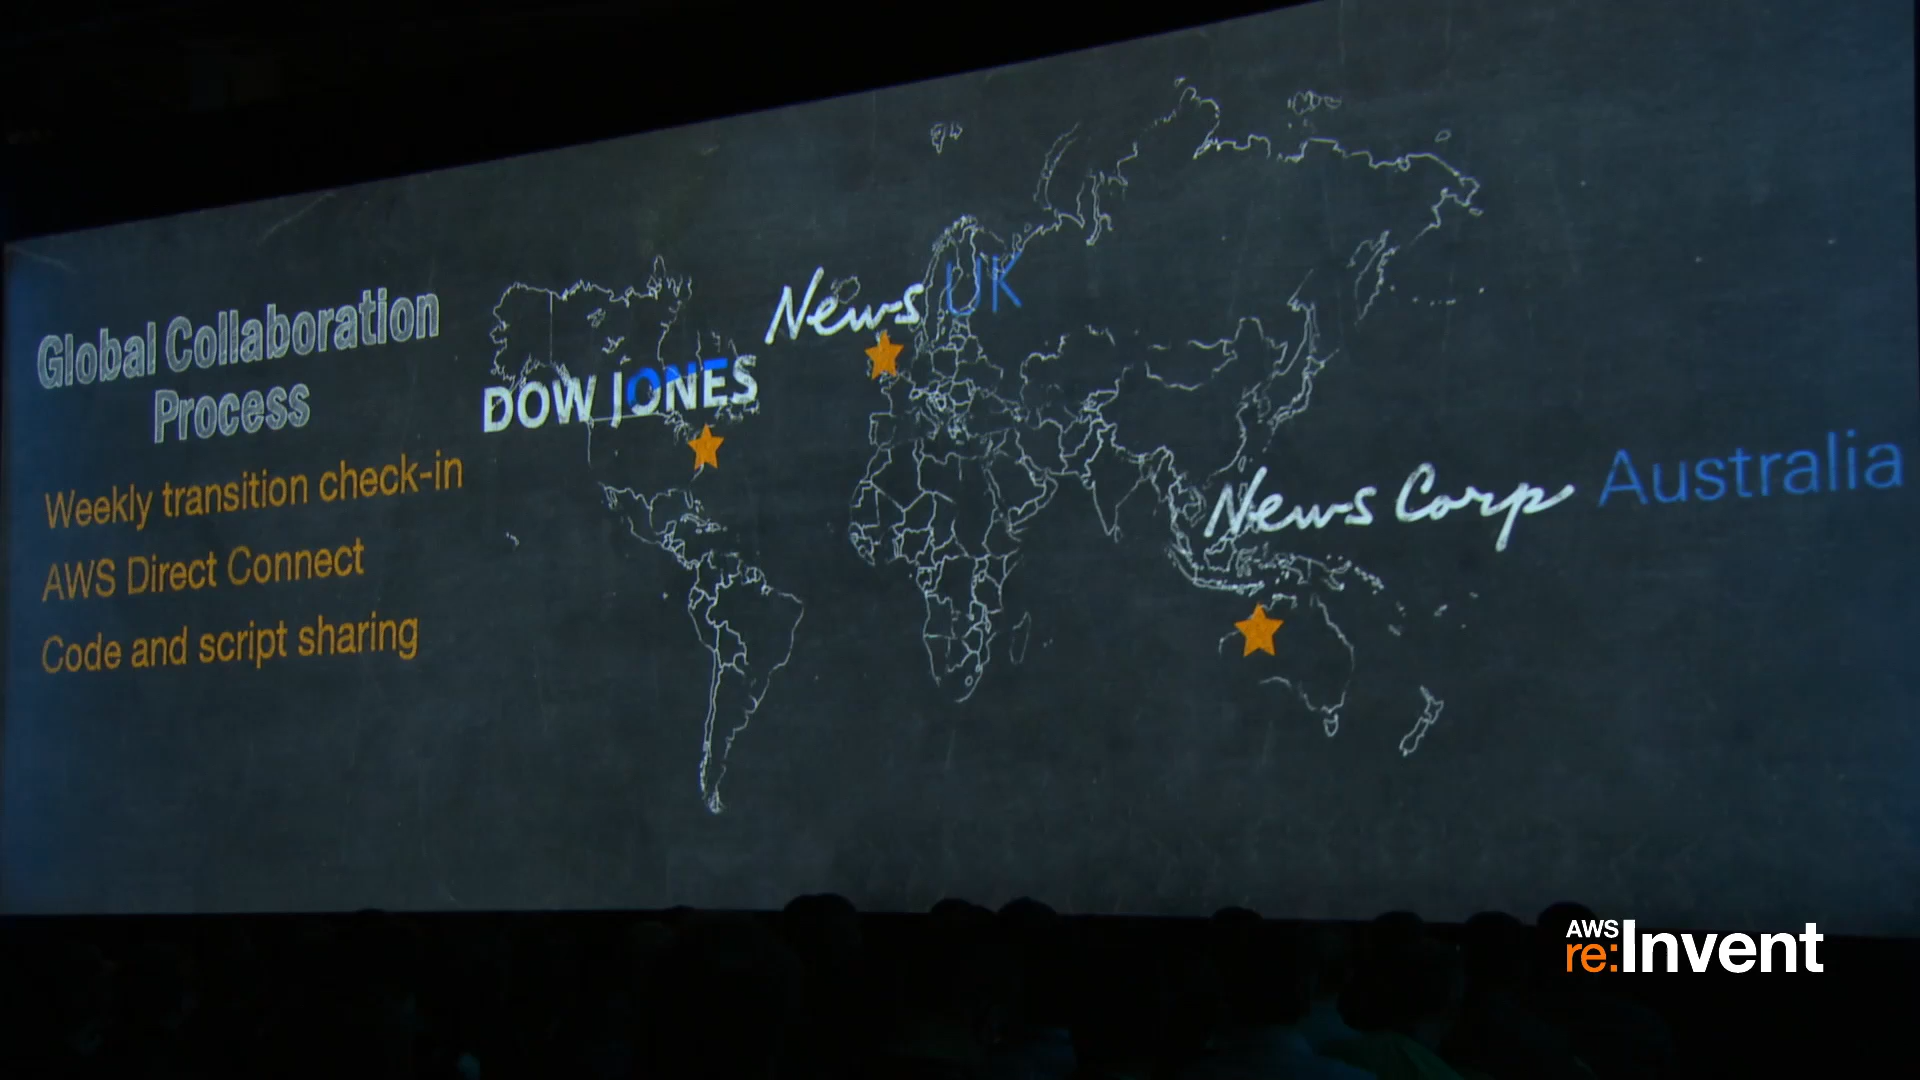 Global Collaboration
Process
Weekly transition check-in
AWS Direct Connect
Code and script sharing
DOW JONES
News UK
News Corp Australia
AWS
re:Invent